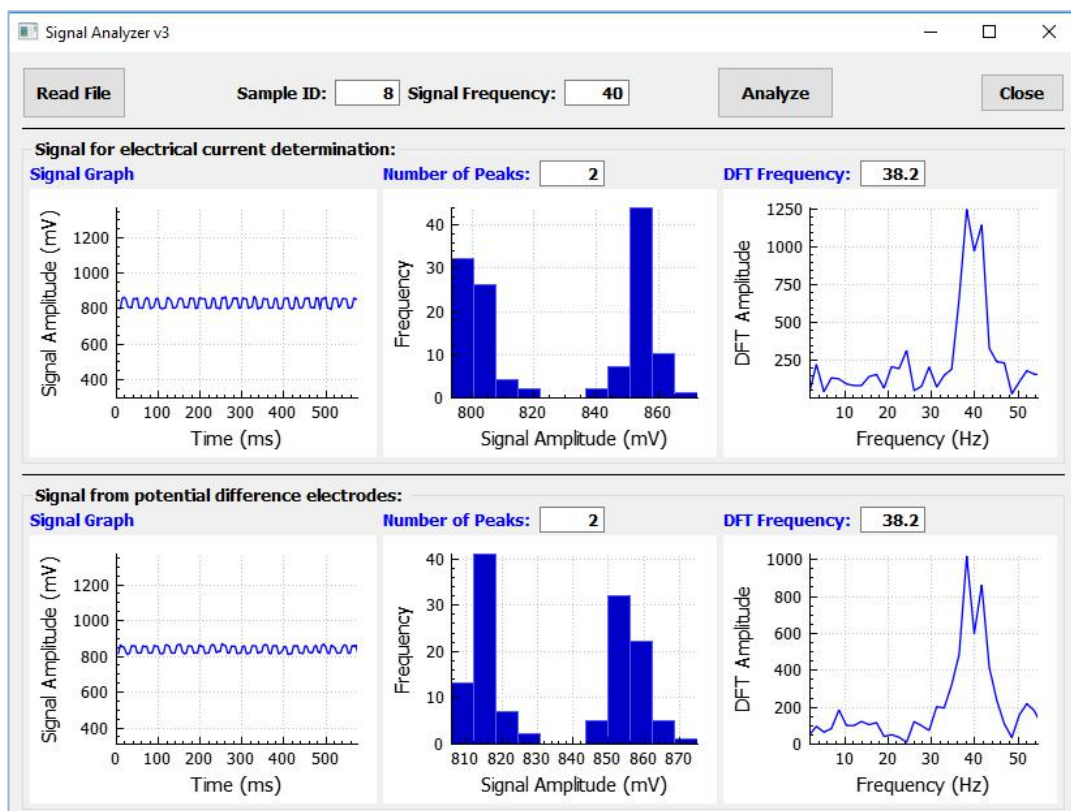 Signal Analyzer v3
Read File Sample ID: 8 Signal Frequency: 40 Analyze Close
Signal for electrical current determination:
Signal Graph Number of Peaks: 2 DFT Frequency: 38.2
Signal Amplitude (mV)
1200
1000
800
600
400
0 100 200 300 400 500
Time (ms)
Frequency
40
30
20
10
0
800 820 840 860
Signal Amplitude (mV)
DFT Amplitude
1250
1000
750
500
250
10 20 30 40 50
Frequency (Hz)
Signal from potential difference electrodes:
Signal Graph Number of Peaks: 2 DFT Frequency: 38.2
Signal Amplitude (mV)
1200
1000
800
600
400
0 100 200 300 400 500
Time (ms)
Frequency
40
30
20
10
0
810 820 830 840 850 860 870
Signal Amplitude (mV)
DFT Amplitude
1000
800
600
400
200
0
10 20 30 40 50
Frequency (Hz)